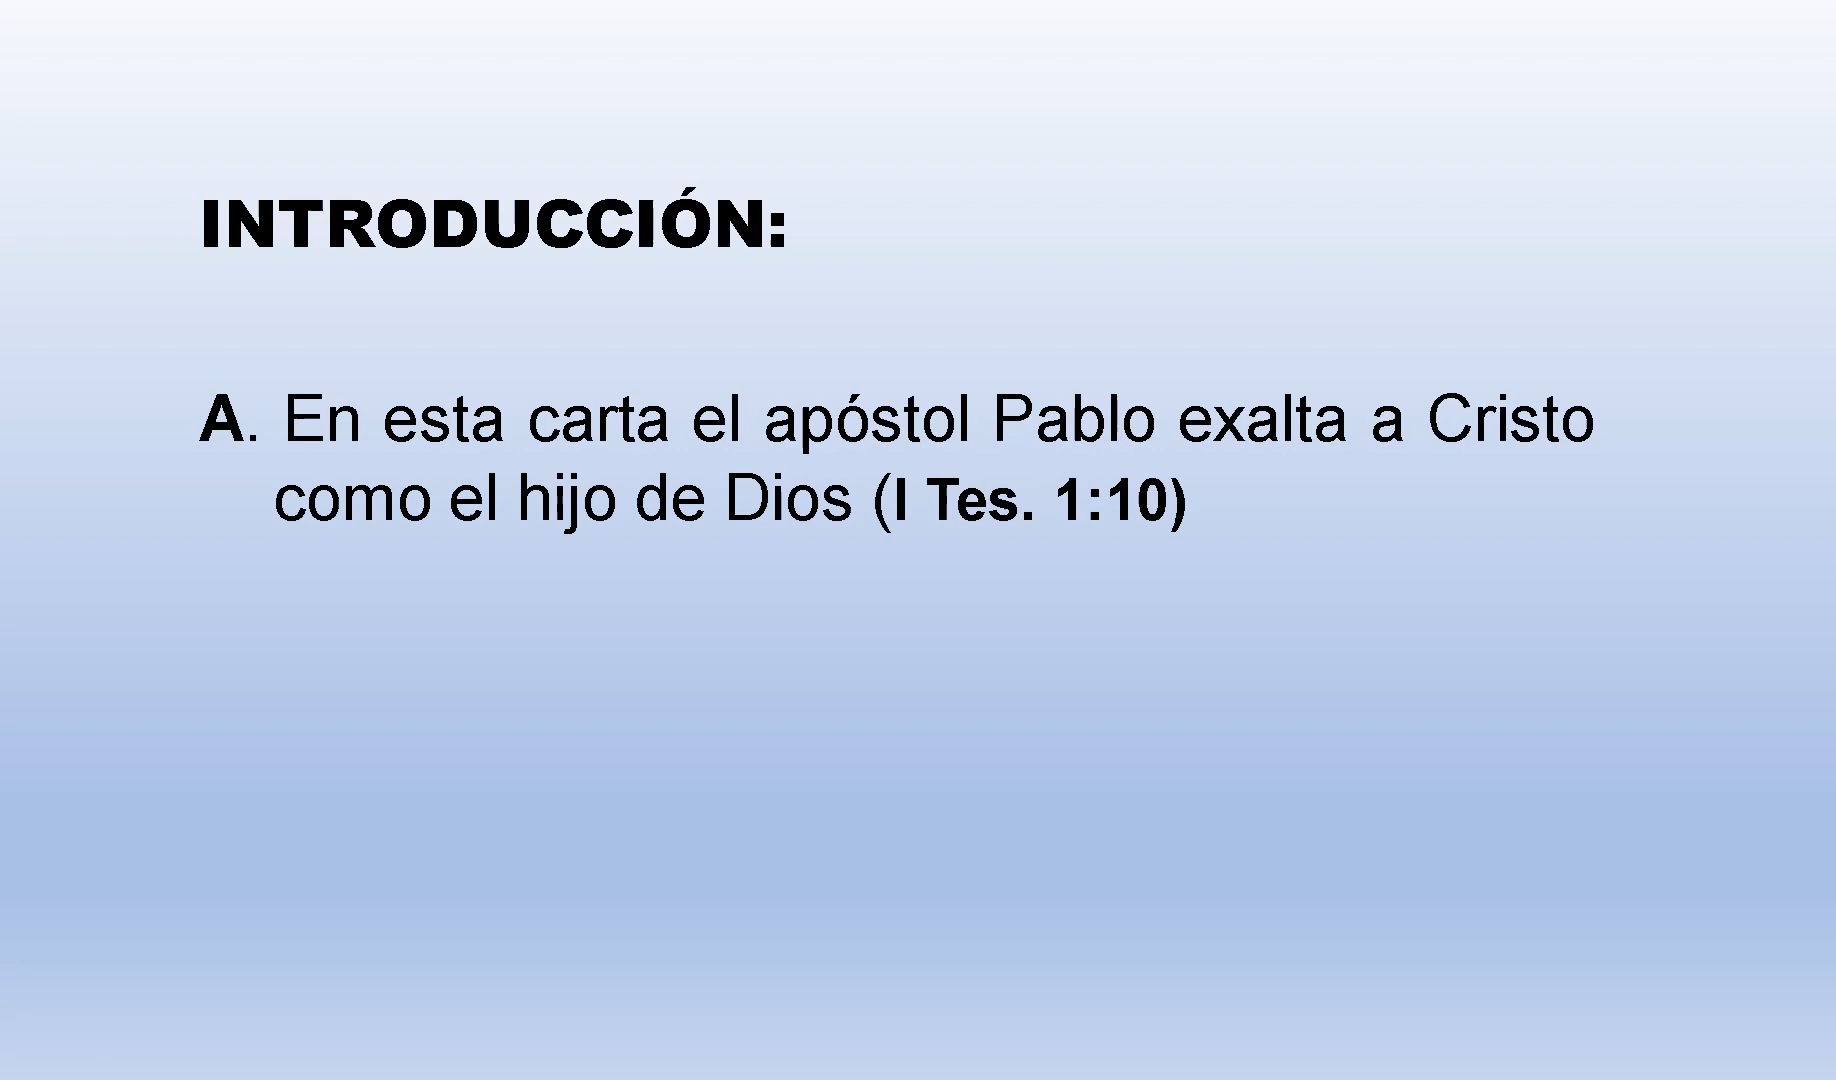 INTRODUCCIÓN:
A. En esta carta el apóstol Pablo exalta a Cristo
como el hijo de Dios (I Tes. 1:10)